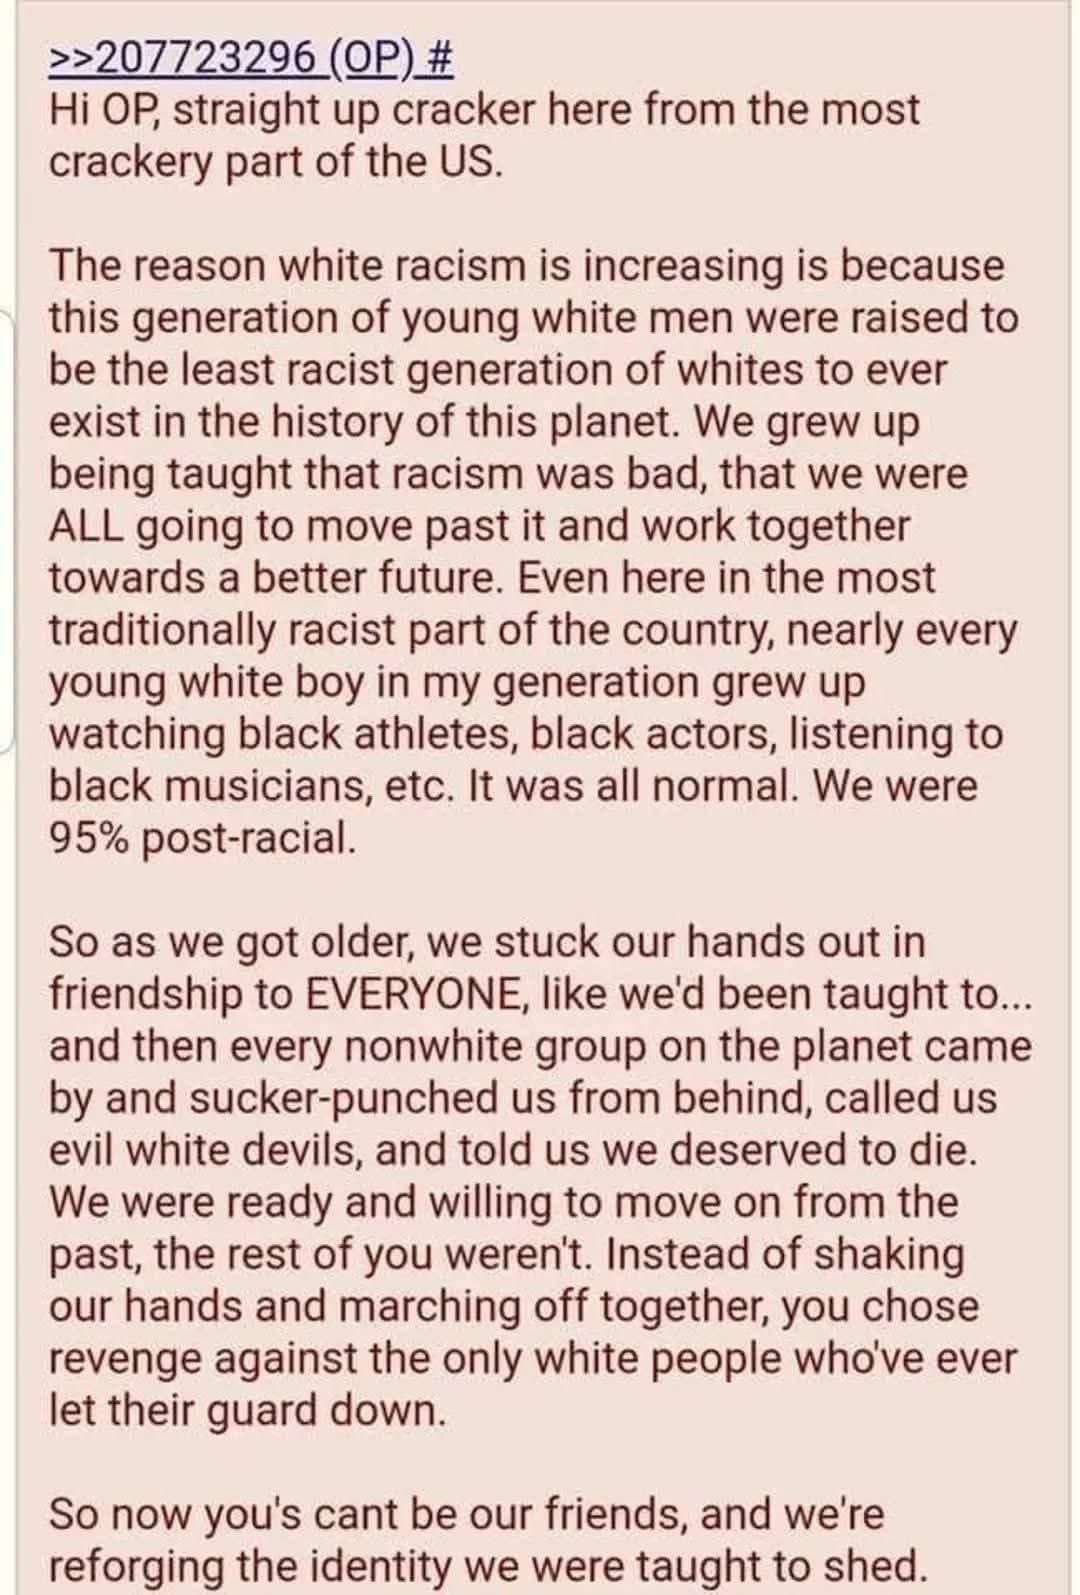 >>207723296 (OP) #
Hi OP, straight up cracker here from the most
crackery part of the US.
The reason white racism is increasing is because
this generation of young white men were raised to
be the least racist generation of whites to ever
exist in the history of this planet. We grew up
being taught that racism was bad, that we were
ALL going to move past it and work together
towards a better future. Even here in the most
traditionally racist part of the country, nearly every
young white boy in my generation grew up
watching black athletes, black actors, listening to
black musicians, etc. It was all normal. We were
95% post-racial.
So as we got older, we stuck our hands out in
friendship to EVERYONE, like we'd been taught to...
and then every nonwhite group on the planet came
by and sucker-punched us from behind, called us
evil white devils, and told us we deserved to die.
We were ready and willing to move on from the
past, the rest of you weren't. Instead of shaking
our hands and marching off together, you chose
revenge against the only white people who've ever
let their guard down.
So now you's cant be our friends, and we're
reforging the identity we were taught to shed.